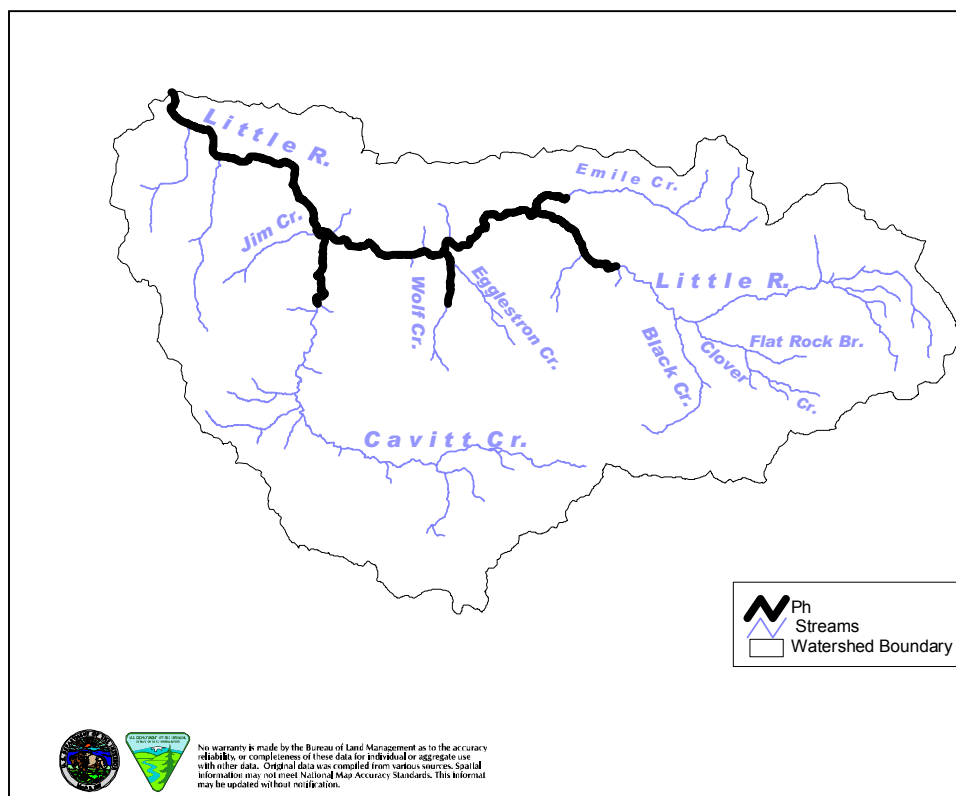 Little R.
Emile Cr.
Jim Cr.
Little R.
Wolf Cr.
Egglestron Cr.
Black Cr.
Clover
Cr.
Flat Rock Br.
Cavitt Cr.
Ph
Streams
Watershed Boundary
No warranty is made by the Bureau of Land Management as to the accuracy
reliability, or completeness of these data for individual or aggregate use
with other data. Original data was compiled from various sources. Spatial
information may not meet National Map Accuracy Standards. This informat
may be updated without notification.